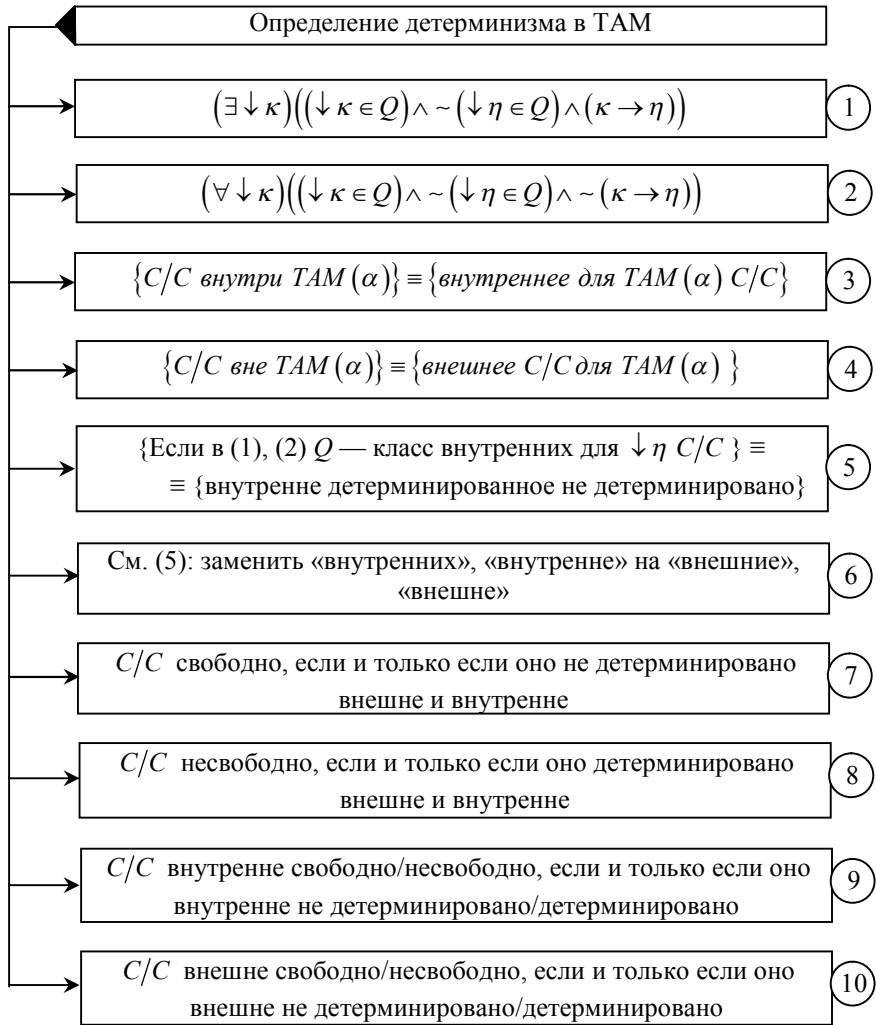 Определение детерминизма в ТАМ
(∃↓κ)((↓κ∈Q)∧~(↓η∈Q)∧(κ→η))
1
(∀↓κ)((↓κ∈Q)∧~(↓η∈Q)∧~(κ→η))
2
{C/C внутри ТАМ(α)}≡{внутреннее для ТАМ(α) C/C}
3
{C/C вне ТАМ(α)}≡{внешнее C/C для ТАМ(α) }
4
{Если в (1), (2) Q — класс внутренних для ↓η C/C } ≡
≡ {внутренне детерминированное не детерминировано}
5
См. (5): заменить «внутренних», «внутренне» на «внешние»,
«внешне»
6
C/C свободно, если и только если оно не детерминировано
внешне и внутренне
7
C/C несвободно, если и только если оно детерминировано
внешне и внутренне
8
C/C внутренне свободно/несвободно, если и только если оно
внутренне не детерминировано/детерминировано
9
C/C внешне свободно/несвободно, если и только если оно
внешне не детерминировано/детерминировано
10